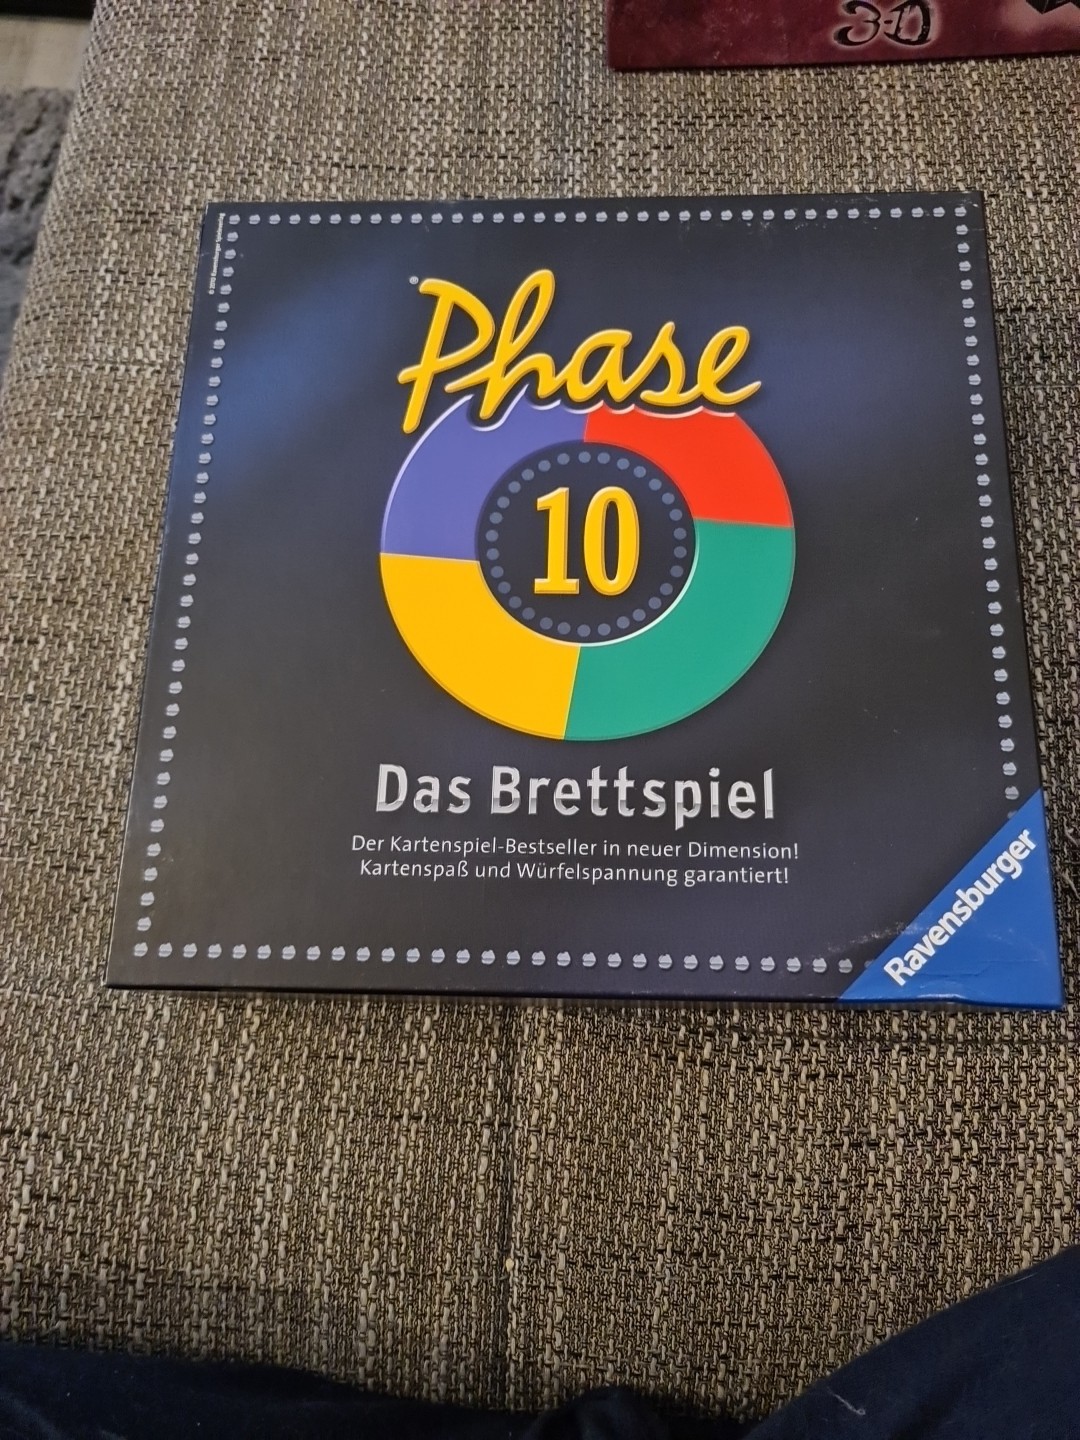 3-D
® Phase
10
Das Brettspiel
Der Kartenspiel-Bestseller in neuer Dimension!
Kartenspaß und Würfelspannung garantiert!
Ravensburger